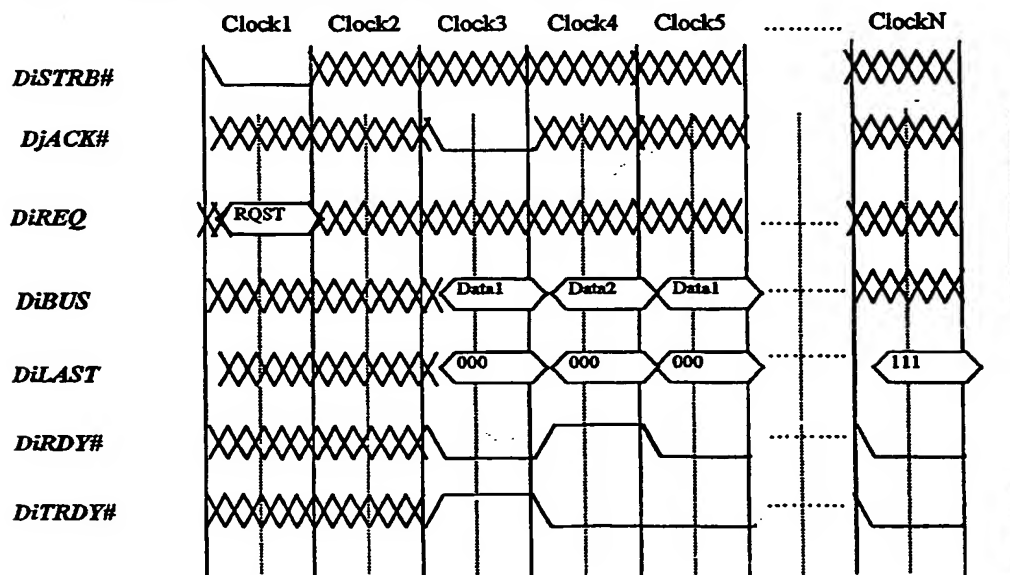 Clock1 Clock2 Clock3 Clock4 Clock5 ......... ClockN
DiSTRB#
DjACK#
DiREQ RQST
DiBUS Data1 Data2 Data1
DiLAST 000 000 000 111
DiRDY#
DiTRDY#